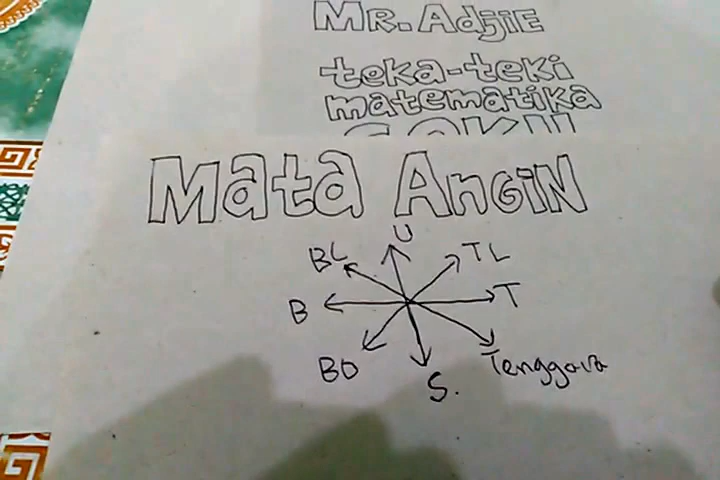 MR. AdjiE
teka-teki
matematika
Mata AnGiN
U
BL
TL
B
T
BD
S.
Tenggara